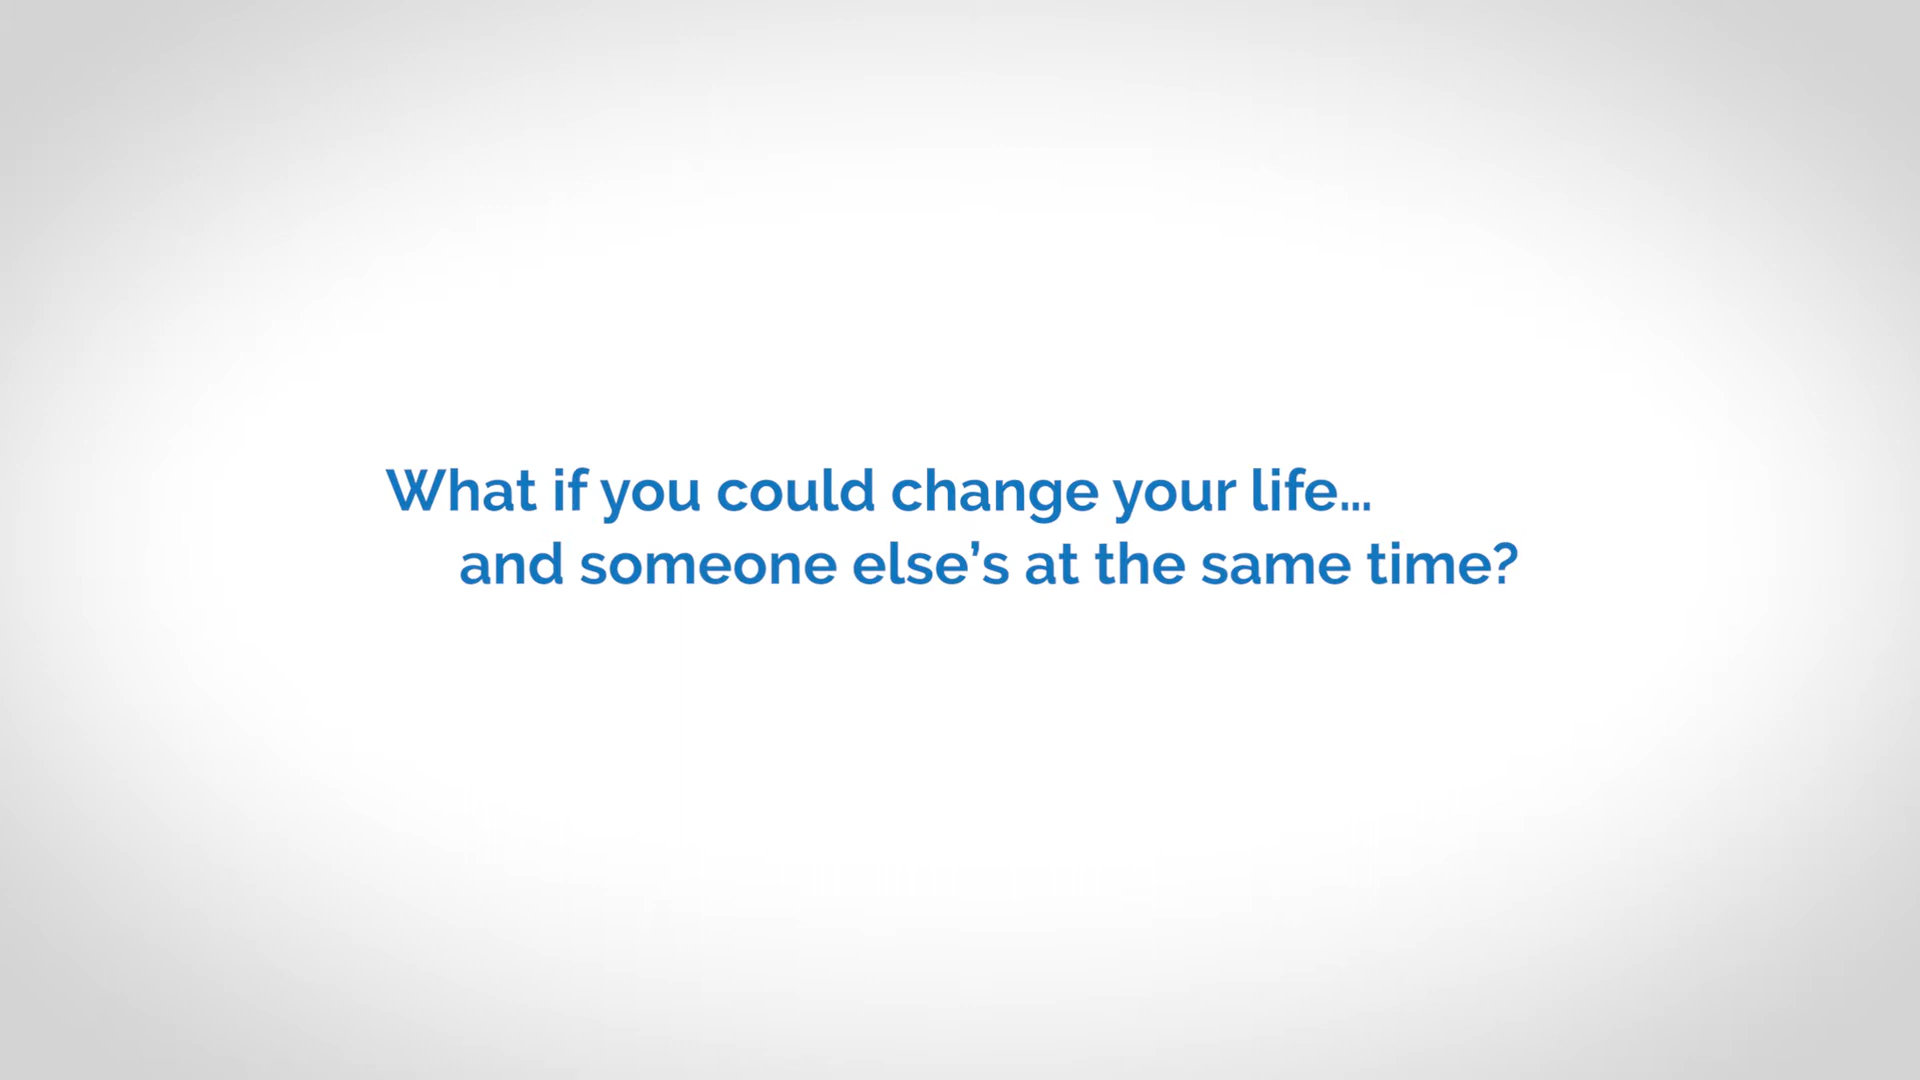 What if you could change your life...
and someone else’s at the same time?